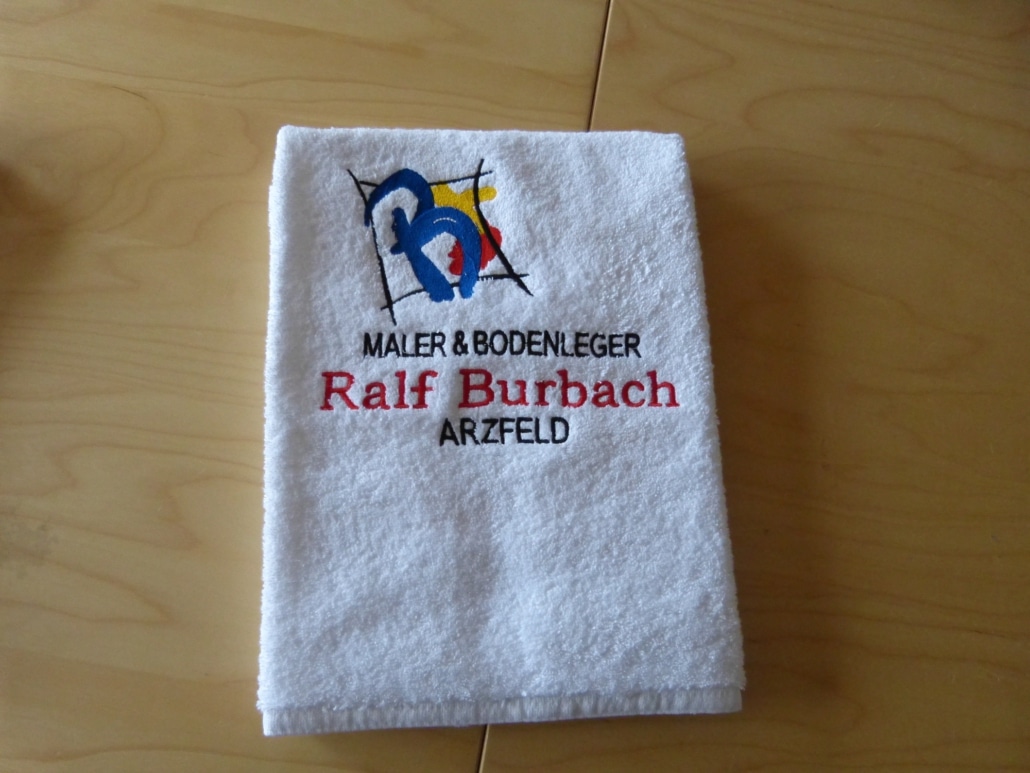 MALER & BODENLEGER
Ralf Burbach
ARZFELD